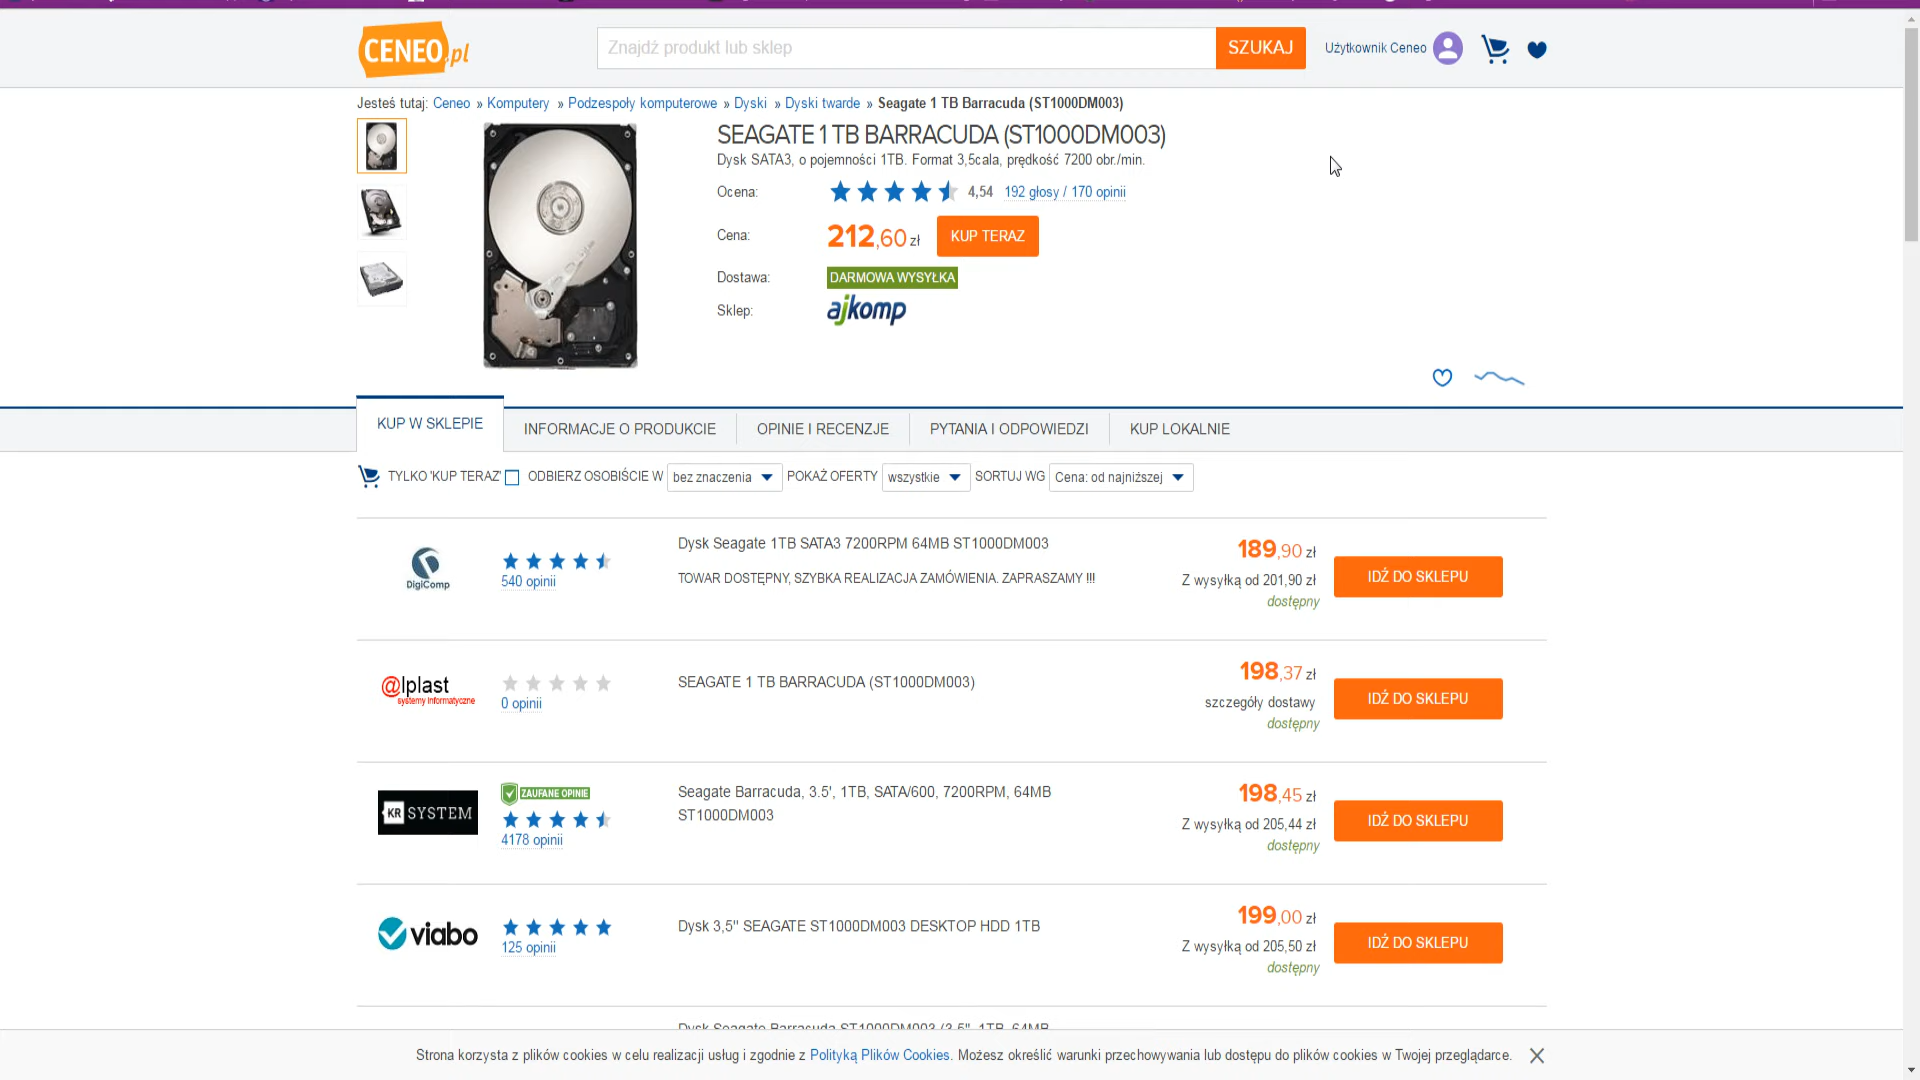 CENEO.pl
Znajdź produkt lub sklep
SZUKAJ
Użytkownik Ceneo
Jesteś tutaj: Ceneo » Komputery » Podzespoły komputerowe » Dyski » Dyski twarde » Seagate 1 TB Barracuda (ST1000DM003)
SEAGATE 1 TB BARRACUDA (ST1000DM003)
Dysk SATA3, o pojemności 1TB. Format 3,5cala, prędkość 7200 obr./min.
Ocena: 4,54 192 głosy / 170 opinii
Cena: 212,60 zł KUP TERAZ
Dostawa: DARMOWA WYSYŁKA
Sklep: ajkomp
KUP W SKLEPIE
INFORMACJE O PRODUKCIE
OPINIE I RECENZJE
PYTANIA I ODPOWIEDZI
KUP LOKALNIE
TYLKO 'KUP TERAZ' ODBIERZ OSOBIŚCIE W bez znaczenia POKAŻ OFERTY wszystkie SORTUJ WG Cena: od najniższej
DigiComp
540 opinii
Dysk Seagate 1TB SATA3 7200RPM 64MB ST1000DM003
TOWAR DOSTĘPNY, SZYBKA REALIZACJA ZAMÓWIENIA. ZAPRASZAMY !!!
189,90 zł
Z wysyłką od 201,90 zł
dostępny
IDŹ DO SKLEPU
@lplast
systemy informatyczne
0 opinii
SEAGATE 1 TB BARRACUDA (ST1000DM003)
198,37 zł
szczegóły dostawy
dostępny
IDŹ DO SKLEPU
KR SYSTEM
ZAUFANE OPINIE
4178 opinii
Seagate Barracuda, 3.5', 1TB, SATA/600, 7200RPM, 64MB
ST1000DM003
198,45 zł
Z wysyłką od 205,44 zł
dostępny
IDŹ DO SKLEPU
viabo
125 opinii
Dysk 3,5'' SEAGATE ST1000DM003 DESKTOP HDD 1TB
199,00 zł
Z wysyłką od 205,50 zł
dostępny
IDŹ DO SKLEPU
Dysk Seagate Barracuda ST1000DM003 (3.5", 1TB, 64MB
Strona korzysta z plików cookies w celu realizacji usług i zgodnie z Polityką Plików Cookies. Możesz określić warunki przechowywania lub dostępu do plików cookies w Twojej przeglądarce.